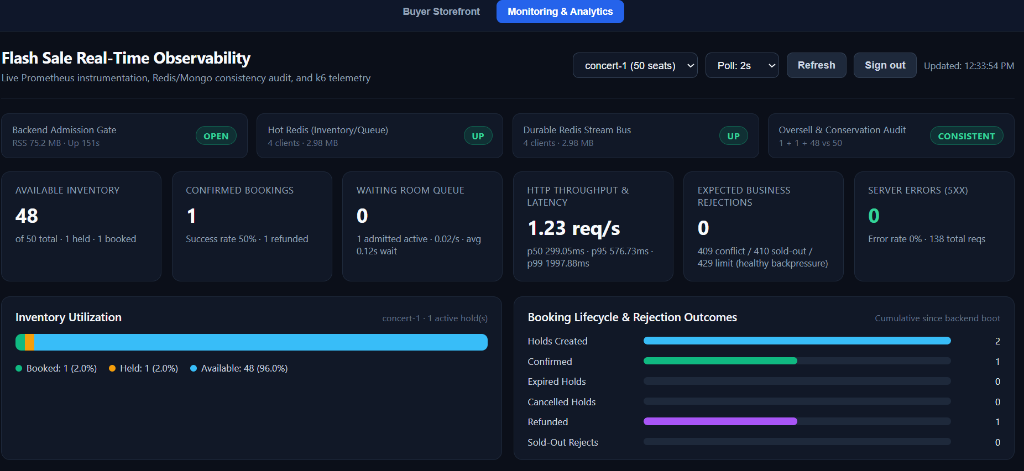 Buyer Storefront
Monitoring & Analytics
Flash Sale Real-Time Observability
Live Prometheus instrumentation, Redis/Mongo consistency audit, and k6 telemetry
concert-1 (50 seats)
Poll: 2s
Refresh
Sign out
Updated: 12:33:54 PM
Backend Admission Gate
RSS 75.2 MB · Up 151s
OPEN
Hot Redis (Inventory/Queue)
4 clients · 2.98 MB
UP
Durable Redis Stream Bus
4 clients · 2.98 MB
UP
Oversell & Conservation Audit
1 + 1 + 48 vs 50
CONSISTENT
AVAILABLE INVENTORY
48
of 50 total · 1 held · 1 booked
CONFIRMED BOOKINGS
1
Success rate 50% · 1 refunded
WAITING ROOM QUEUE
0
1 admitted active · 0.02/s · avg
0.12s wait
HTTP THROUGHPUT &
LATENCY
1.23 req/s
p50 299.05ms · p95 576.73ms ·
p99 1997.88ms
EXPECTED BUSINESS
REJECTIONS
0
409 conflict / 410 sold-out /
429 limit (healthy backpressure)
SERVER ERRORS (5XX)
0
Error rate 0% · 138 total reqs
Inventory Utilization
concert-1 · 1 active hold(s)
Booked: 1 (2.0%)
Held: 1 (2.0%)
Available: 48 (96.0%)
Booking Lifecycle & Rejection Outcomes
Cumulative since backend boot
Holds Created 2
Confirmed 1
Expired Holds 0
Cancelled Holds 0
Refunded 1
Sold-Out Rejects 0